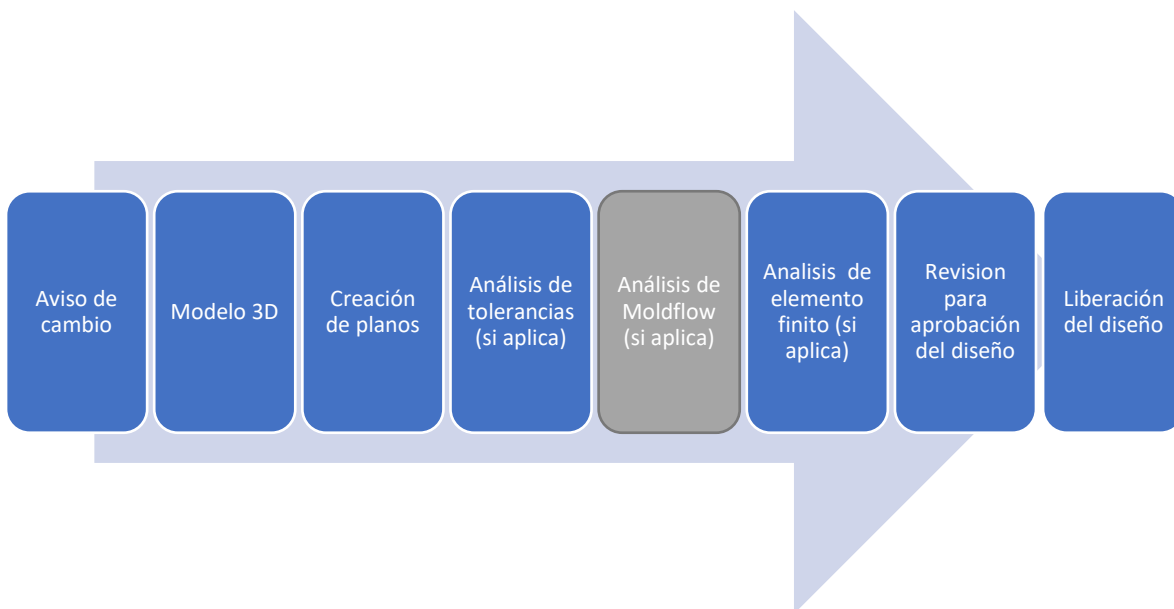 Aviso de
cambio
Modelo 3D
Creación
de planos
Análisis de
tolerancias
(si aplica)
Análisis de
Moldflow
(si aplica)
Analisis de
elemento
finito (si
aplica)
Revision
para
aprobación
del diseño
Liberación
del diseño